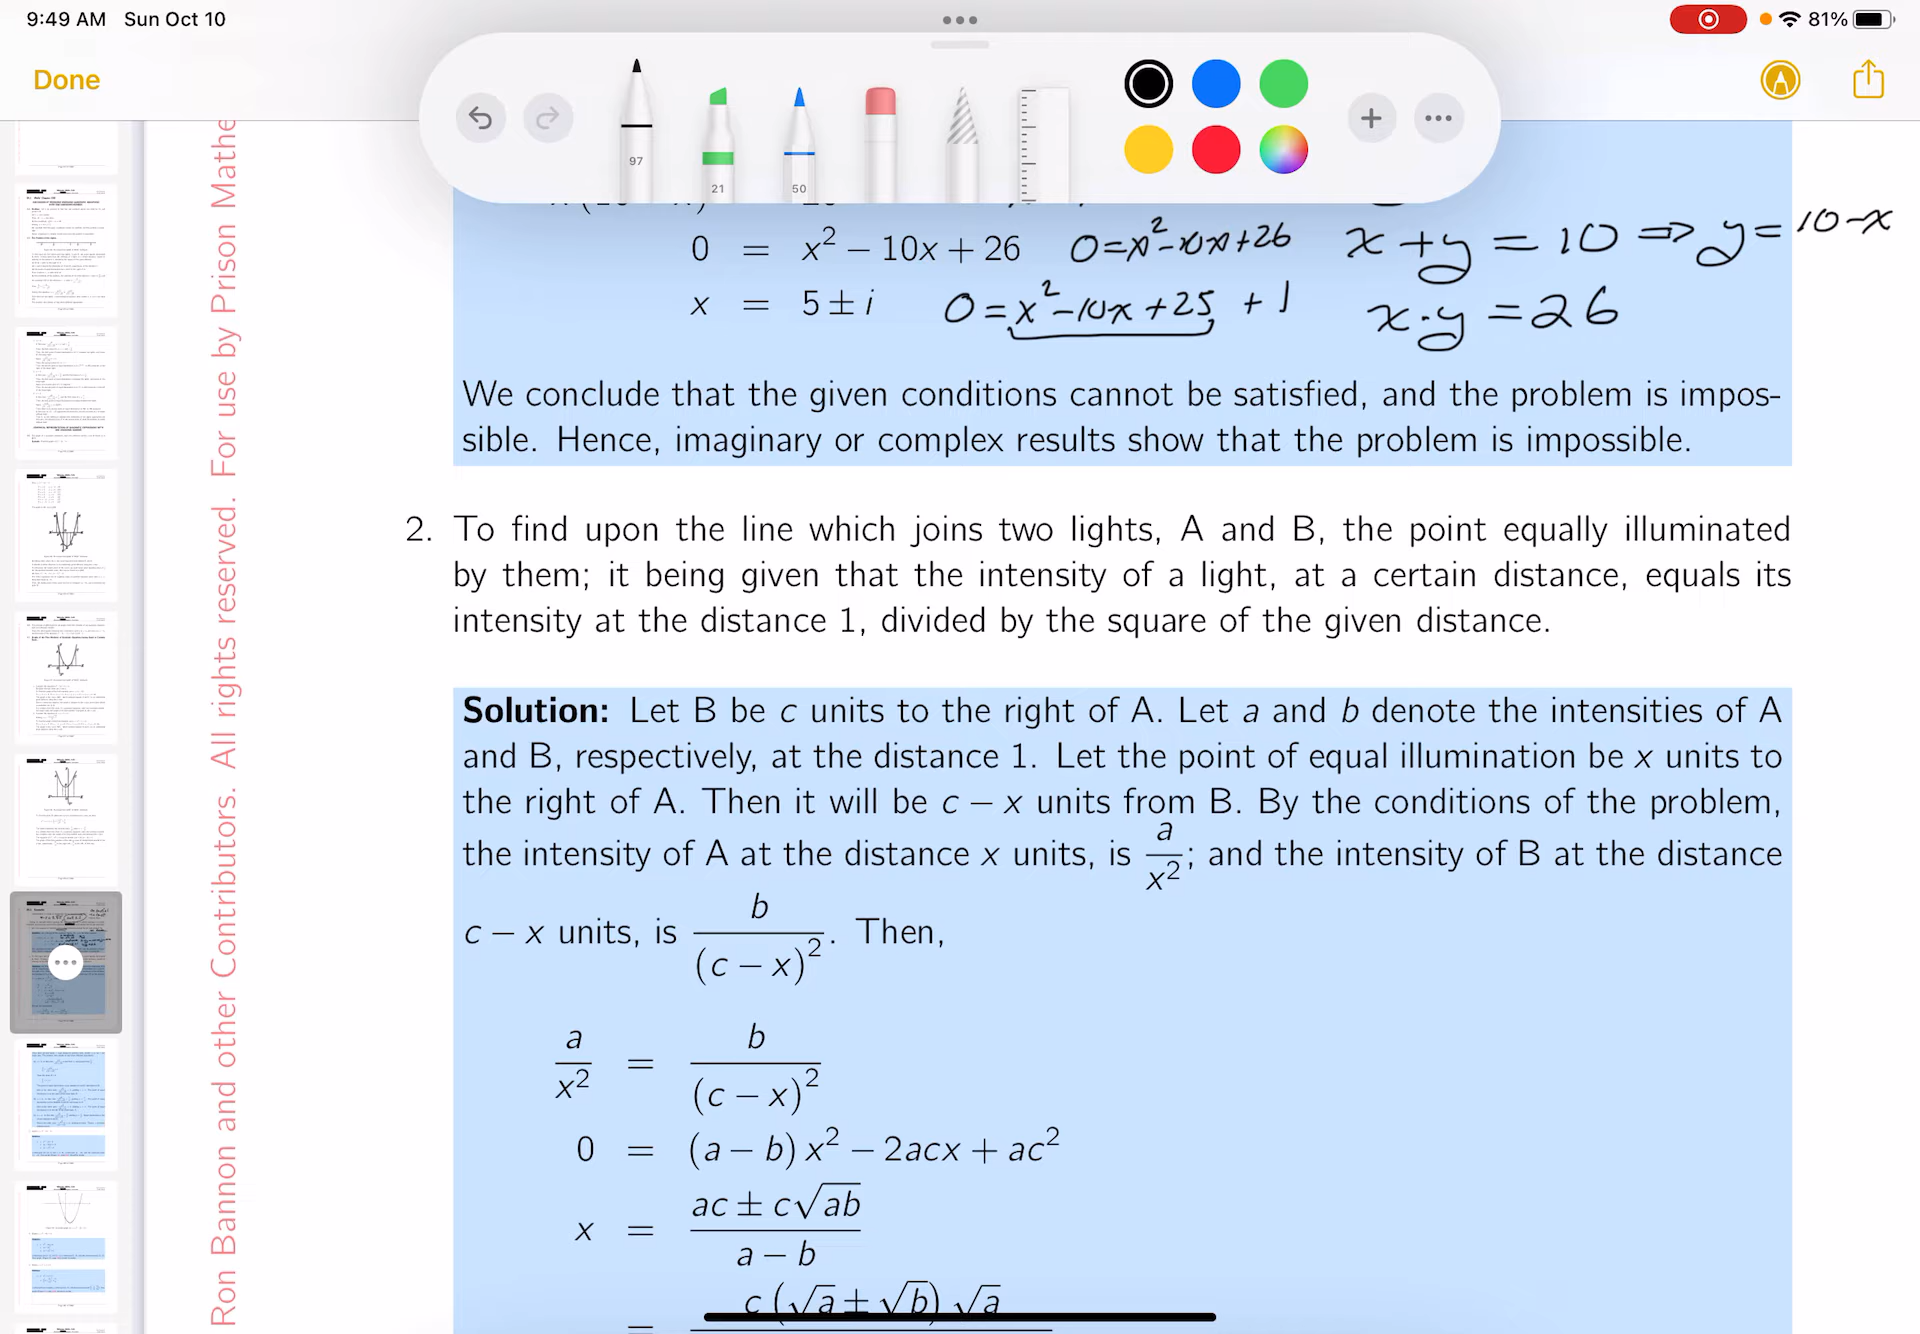 9:49 AM Sun Oct 10
81%
Done
97
21
50
0 = x² − 10x + 26 0=x²−10x+26 x+y=10 ⇒ y=10−x
x = 5 ± i 0=x²−10x+25+1 x·y=26
We conclude that the given conditions cannot be satisfied, and the problem is impos-
sible. Hence, imaginary or complex results show that the problem is impossible.
2. To find upon the line which joins two lights, A and B, the point equally illuminated
by them; it being given that the intensity of a light, at a certain distance, equals its
intensity at the distance 1, divided by the square of the given distance.
Solution: Let B be c units to the right of A. Let a and b denote the intensities of A
and B, respectively, at the distance 1. Let the point of equal illumination be x units to
the right of A. Then it will be c − x units from B. By the conditions of the problem,
the intensity of A at the distance x units, is a/x²; and the intensity of B at the distance
c − x units, is b/(c − x)². Then,
a/x² = b/(c − x)²
0 = (a − b) x² − 2acx + ac²
x = (ac ± c√ab)/(a − b)
= c (√a ± √b) √a
Ron Bannon and other Contributors. All rights reserved. For use by Prison Mathe